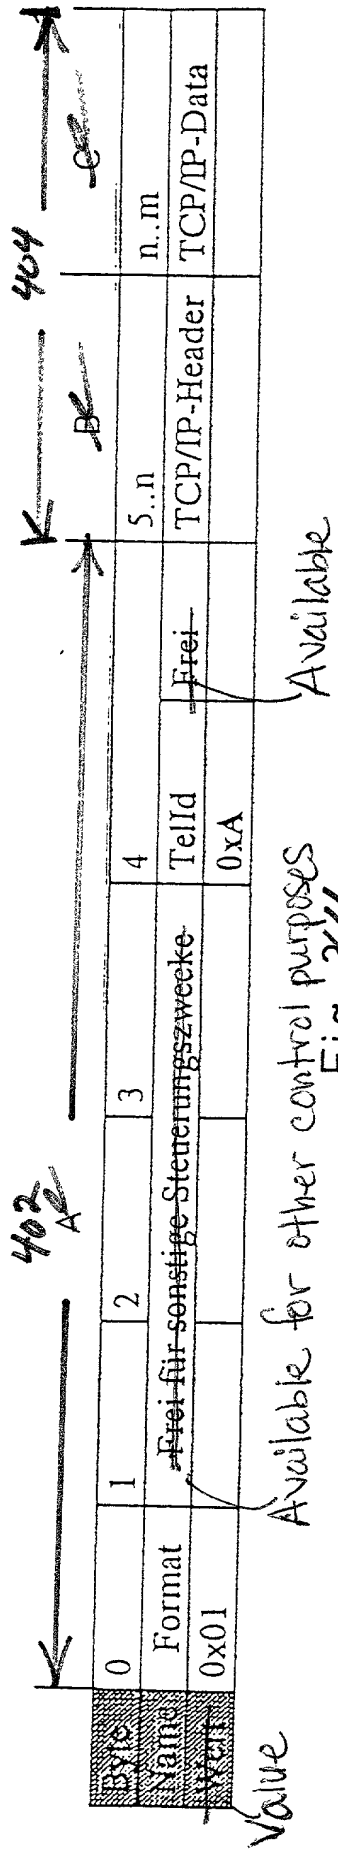 402 404
A B C
Byte 0 1 2 3 4 5..n n..m
Name Format Frei für sonstige Steuerungszwecke TelId Frei TCP/IP-Header TCP/IP-Data
Wert 0x01 0xA
Value Available for other control purposes Available
Fig.